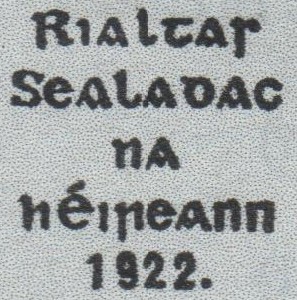 Rialtas
Sealadac
na
hÉireann
1922.